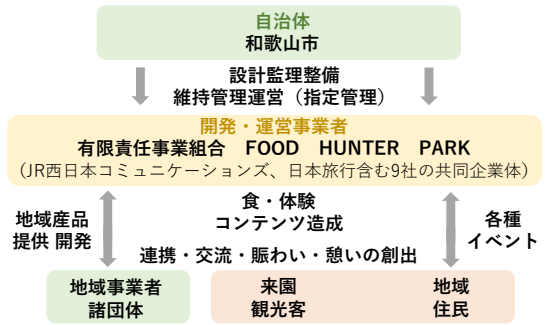 自治体
和歌山市
設計監理整備
維持管理運営（指定管理）
開発・運営事業者
有限責任事業組合　FOOD　HUNTER　PARK
（JR西日本コミュニケーションズ、日本旅行含む9社の共同企業体）
地域産品
提供 開発
食・体験
コンテンツ造成
各種
イベント
連携・交流・賑わい・憩いの創出
地域事業者
諸団体
来園
観光客
地域
住民